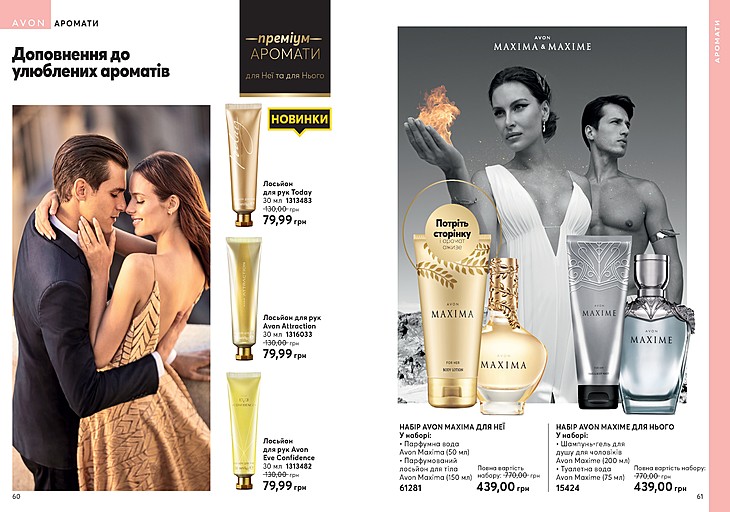 AVON АРОМАТИ
Доповнення до
улюблених ароматів
преміум
АРОМАТИ
для Неї та для Нього
НОВИНКИ
Лосьйон
для рук Today
30 мл 1313483
130,00 грн
79,99 грн
Лосьйон для рук
Avon Attraction
30 мл 1316033
130,00 грн
79,99 грн
Лосьйон
для рук Avon
Eve Confidence
30 мл 1313482
130,00 грн
79,99 грн
60
АРОМАТИ
AVON
MAXIMA & MAXIME
Потріть
сторінку
і аромат
оживе
AVON
MAXIMA
FOR HER
BODY LOTION
AVON
MAXIMA
AVON
MAXIME
AVON
MAXIME
НАБІР AVON MAXIMA ДЛЯ НЕЇ
У наборі:
• Парфумна вода
Avon Maxima (50 мл)
• Парфумований
лосьйон для тіла
Avon Maxima (150 мл)
61281
Повна вартість
набору: 770,00 грн
439,00 грн
НАБІР AVON MAXIME ДЛЯ НЬОГО
У наборі:
• Шампунь-гель для
душу для чоловіків
Avon Maxime (200 мл)
• Туалетна вода
Avon Maxime (75 мл)
15424
Повна вартість набору:
770,00 грн
439,00 грн
61